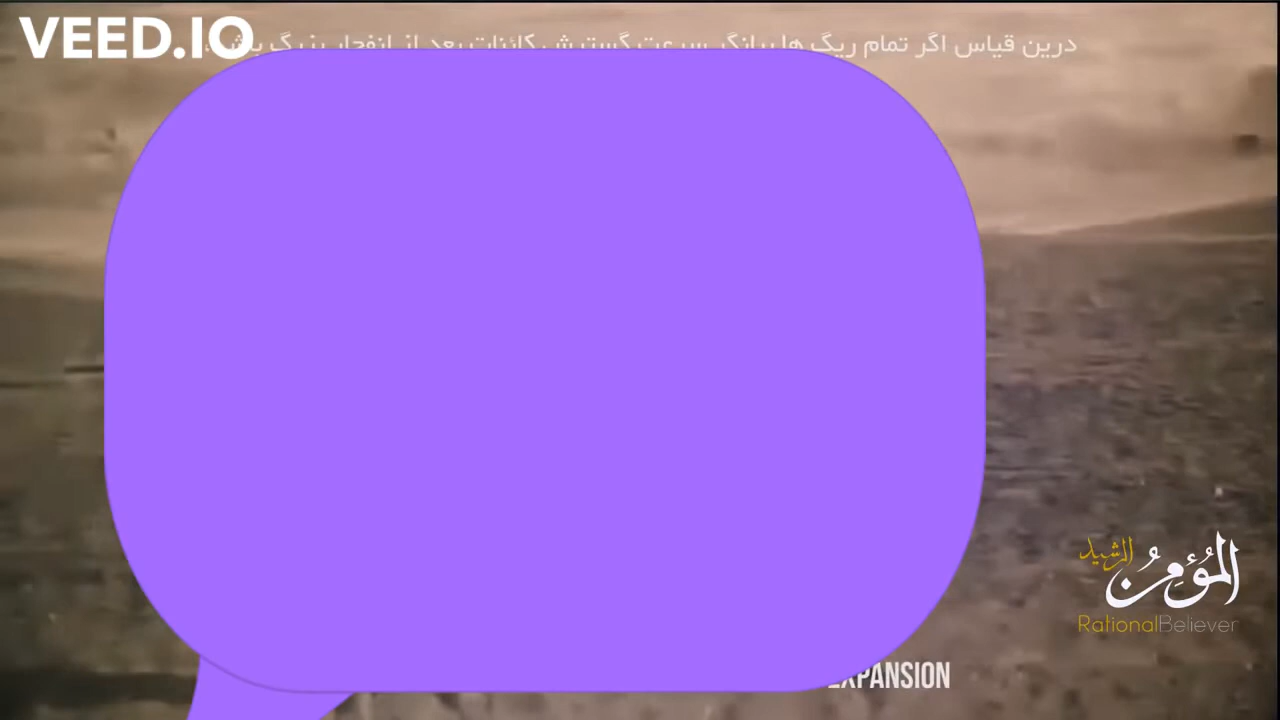 VEED.IO
درین قیاس اگر تمام ریگ ها بیانگر سرعت گسترش کائنات بعد از انفجار بزرگ
المؤمن الرشيد
RationalBeliever
EXPANSION